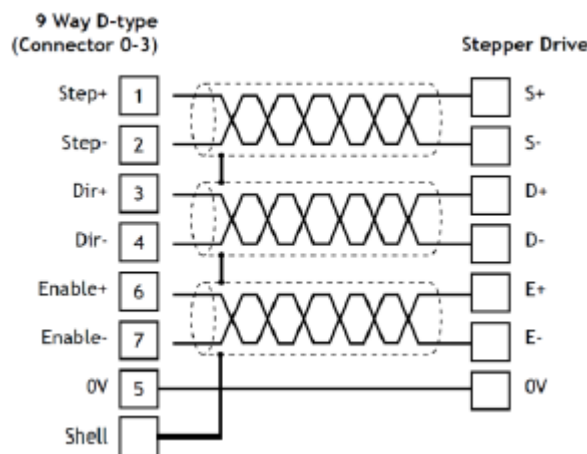 9 Way D-type
(Connector 0-3)
Stepper Drive
Step+ 1 S+
Step- 2 S-
Dir+ 3 D+
Dir- 4 D-
Enable+ 6 E+
Enable- 7 E-
0V 5 0V
Shell